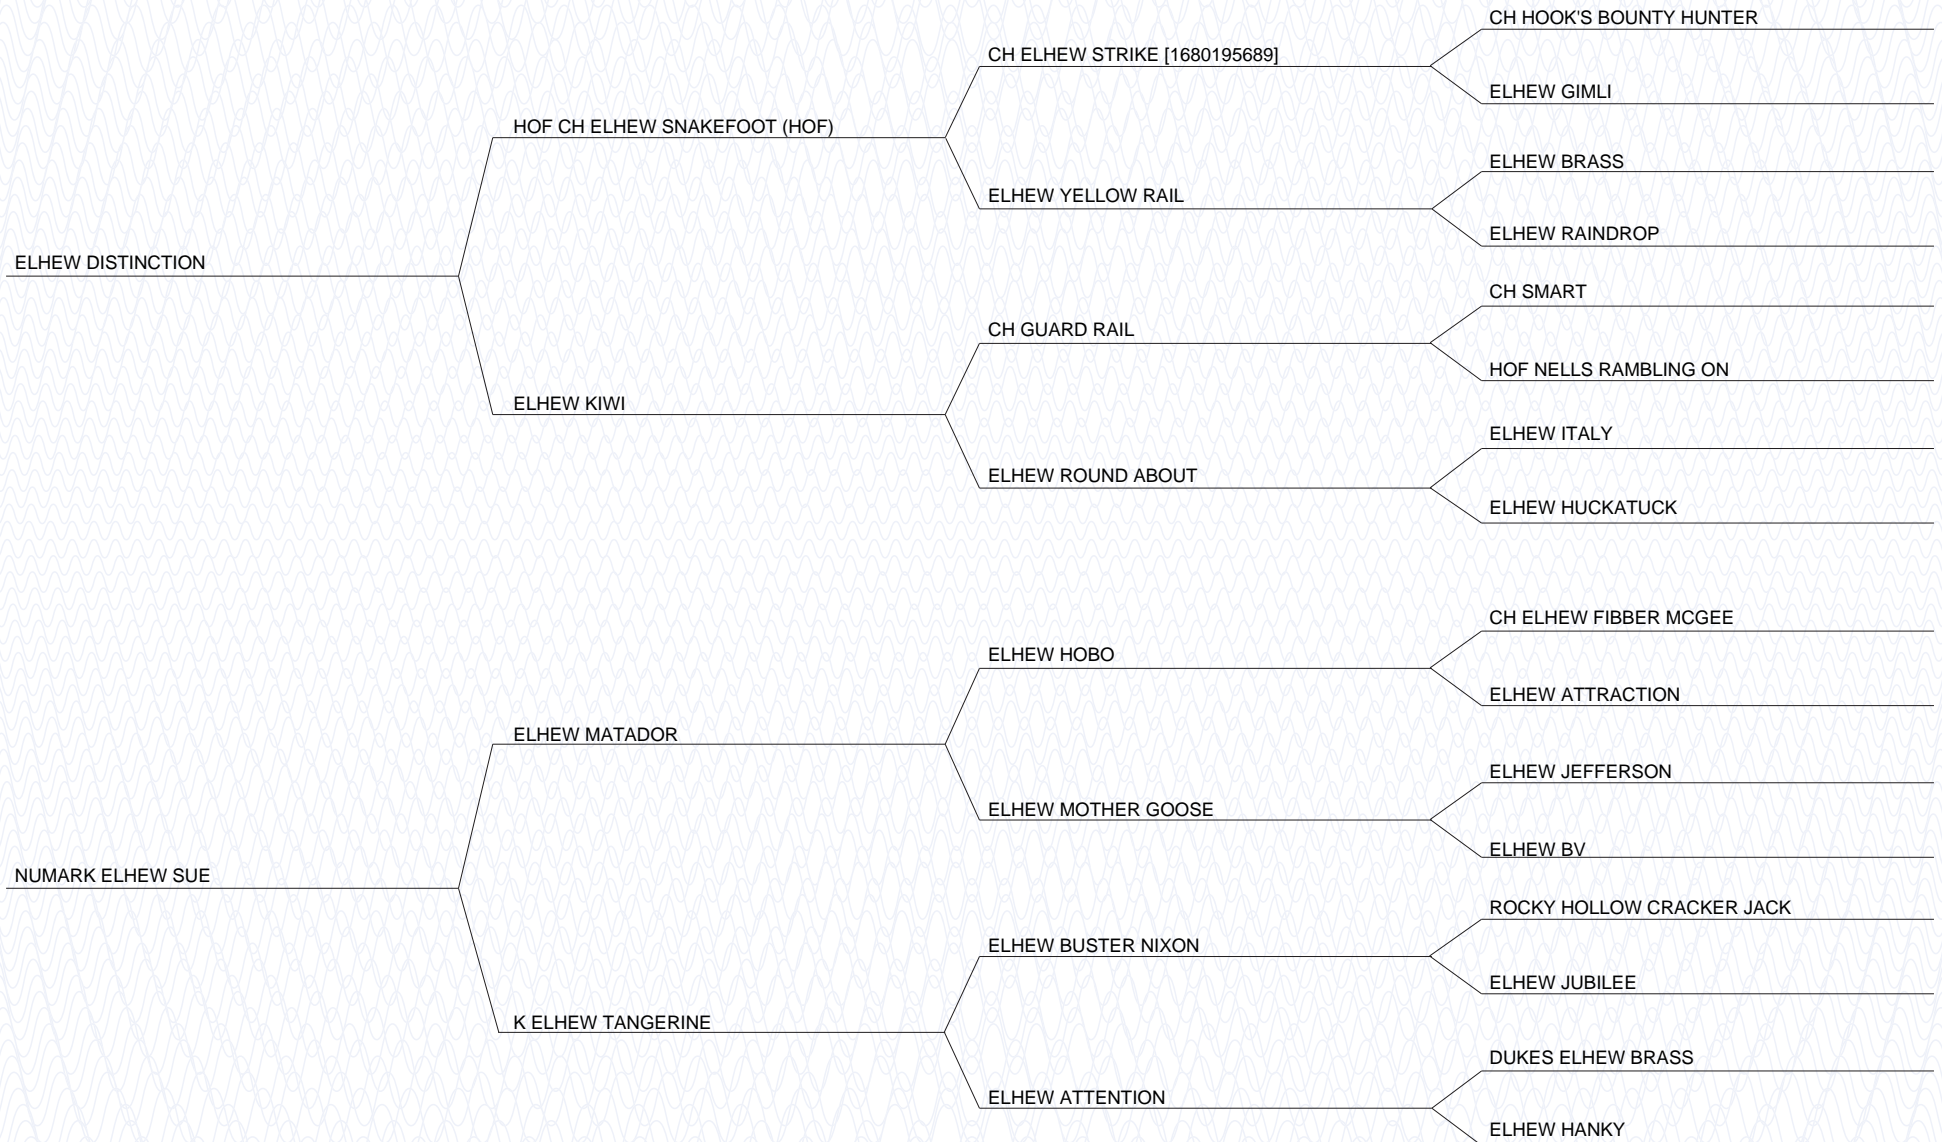 CH HOOK'S BOUNTY HUNTER
CH ELHEW STRIKE [1680195689]
ELHEW GIMLI
HOF CH ELHEW SNAKEFOOT (HOF)
ELHEW BRASS
ELHEW YELLOW RAIL
ELHEW RAINDROP
ELHEW DISTINCTION
CH SMART
CH GUARD RAIL
HOF NELLS RAMBLING ON
ELHEW KIWI
ELHEW ITALY
ELHEW ROUND ABOUT
ELHEW HUCKATUCK
CH ELHEW FIBBER MCGEE
ELHEW HOBO
ELHEW ATTRACTION
ELHEW MATADOR
ELHEW JEFFERSON
ELHEW MOTHER GOOSE
ELHEW BV
NUMARK ELHEW SUE
ROCKY HOLLOW CRACKER JACK
ELHEW BUSTER NIXON
ELHEW JUBILEE
K ELHEW TANGERINE
DUKES ELHEW BRASS
ELHEW ATTENTION
ELHEW HANKY